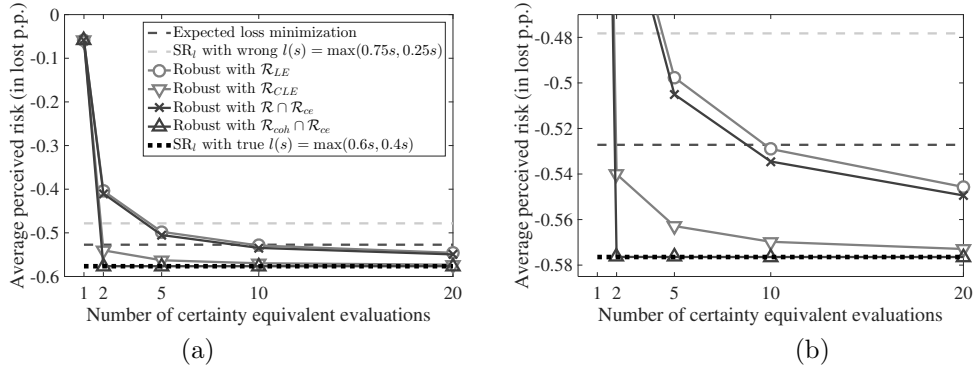 0
-0.1
-0.2
-0.3
-0.4
-0.5
-0.6
Average perceived risk (in lost p.p.)
Expected loss minimization
SR_l with wrong l(s) = max(0.75s, 0.25s)
Robust with R_LE
Robust with R_CLE
Robust with R ∩ R_ce
Robust with R_coh ∩ R_ce
SR_l with true l(s) = max(0.6s, 0.4s)
1 2 5 10 20
Number of certainty equivalent evaluations
(a)
-0.48
-0.5
-0.52
-0.54
-0.56
-0.58
Average perceived risk (in lost p.p.)
1 2 5 10 20
Number of certainty equivalent evaluations
(b)